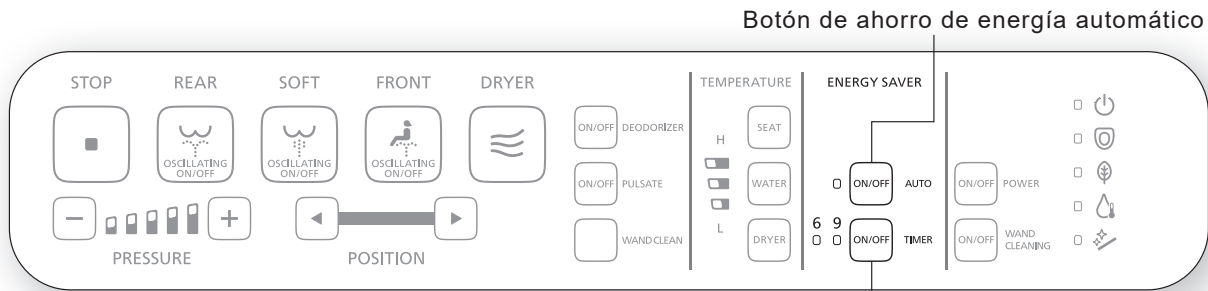 Botón de ahorro de energía automático
STOP REAR SOFT FRONT DRYER
OSCILLATING ON/OFF
OSCILLATING ON/OFF
OSCILLATING ON/OFF
PRESSURE
POSITION
ON/OFF DEODORIZER
ON/OFF PULSATE
WAND CLEAN
TEMPERATURE
H
L
SEAT
WATER
DRYER
ENERGY SAVER
ON/OFF AUTO
6 9
ON/OFF TIMER
ON/OFF POWER
ON/OFF WAND CLEANING